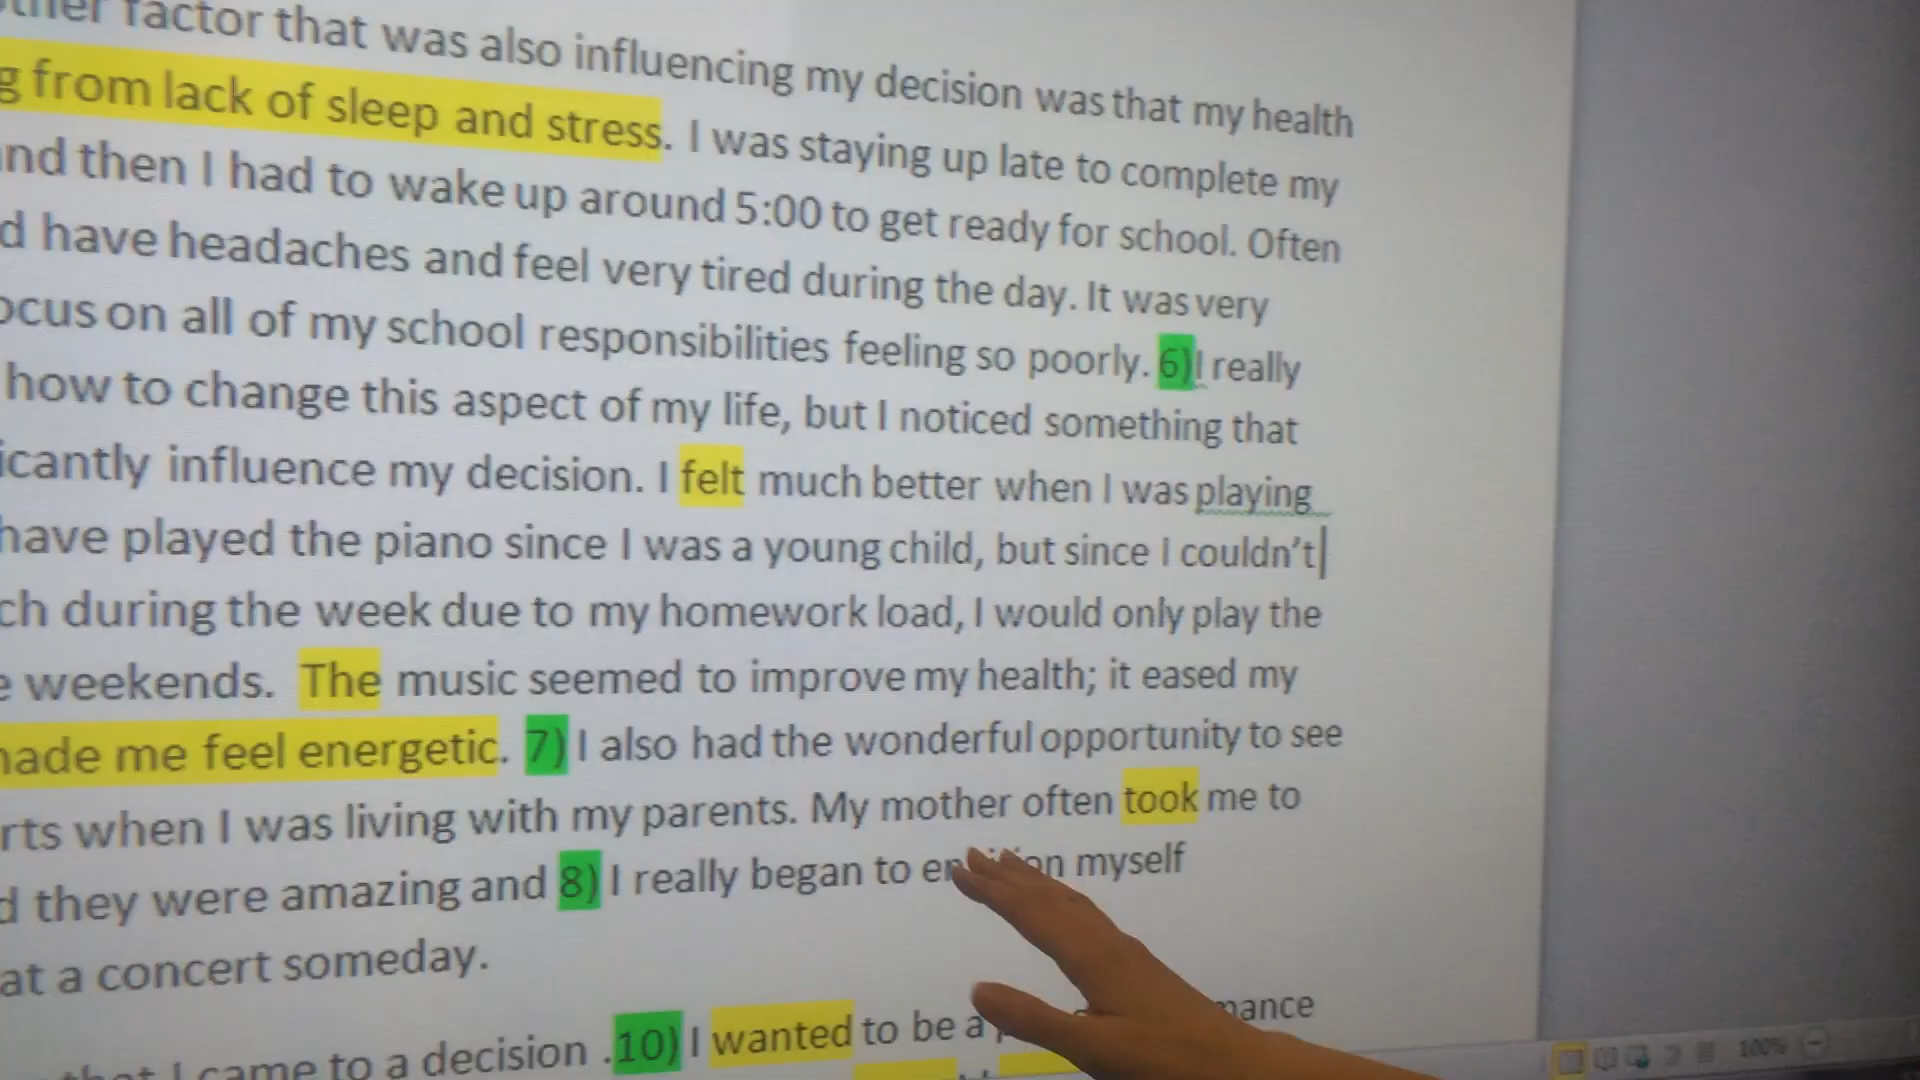 factor that was also influencing my decision was that my health
from lack of sleep and stress. I was staying up late to complete my
then I had to wake up around 5:00 to get ready for school. Often
have headaches and feel very tired during the day. It was very
on all of my school responsibilities feeling so poorly. 6)I really
how to change this aspect of my life, but I noticed something that
influence my decision. I felt much better when I was playing
have played the piano since I was a young child, but since I couldn't
during the week due to my homework load, I would only play the
weekends. The music seemed to improve my health; it eased my
me feel energetic. 7) I also had the wonderful opportunity to see
when I was living with my parents. My mother often took me to
they were amazing and 8) I really began to myself
at a concert someday.
I came to a decision .10) I wanted to be a
100%